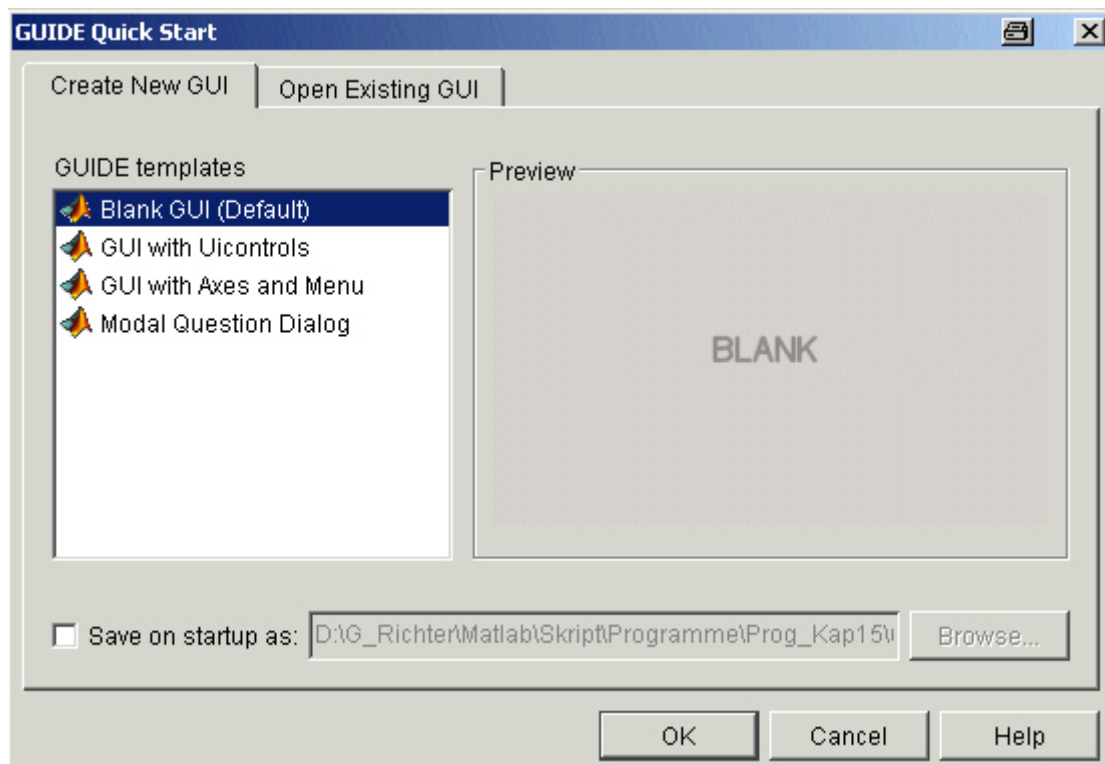 GUIDE Quick Start
Create New GUI
Open Existing GUI
GUIDE templates
Preview
Blank GUI (Default)
GUI with Uicontrols
GUI with Axes and Menu
Modal Question Dialog
BLANK
Save on startup as:
D:\G_Richter\Matlab\Skript\Programme\Prog_Kap15\
Browse...
OK
Cancel
Help